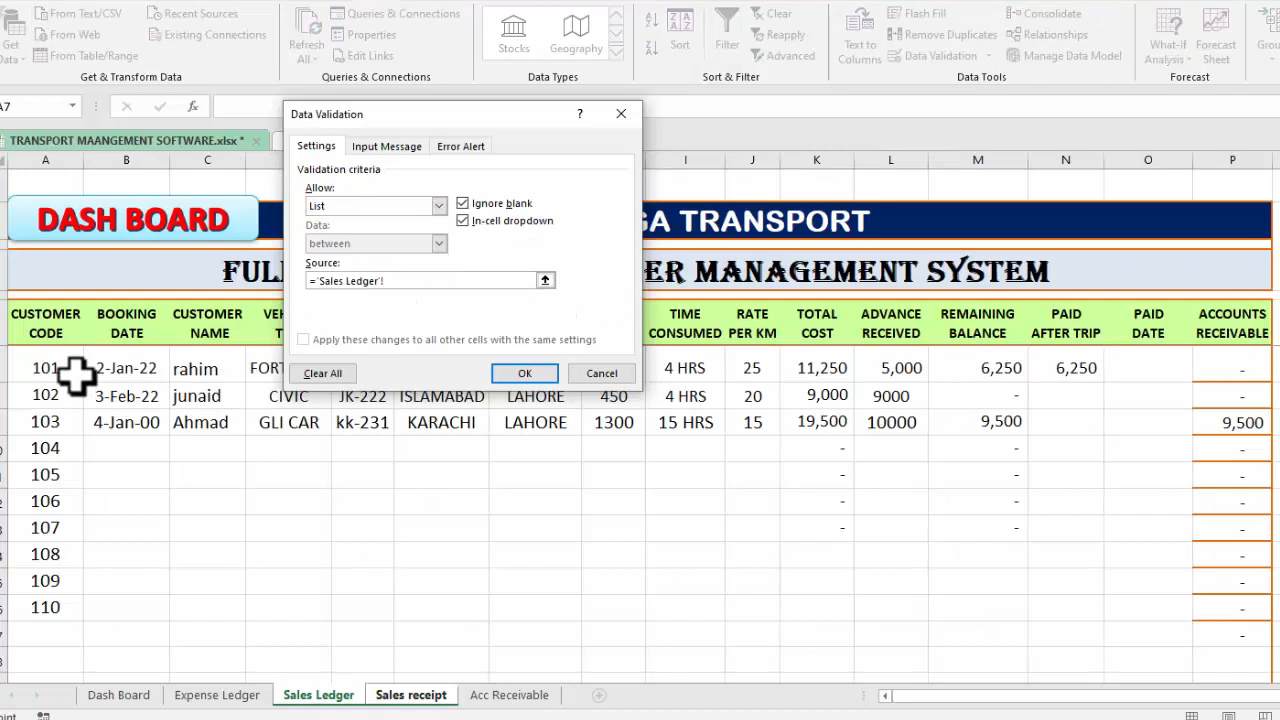 From Text/CSV
Recent Sources
Queries & Connections
Clear
Flash Fill
Consolidate
Get
Data
From Web
Existing Connections
Refresh
All
Properties
Stocks
Geography
Sort
Filter
Reapply
Text to
Columns
Remove Duplicates
Relationships
What-If
Analysis
Forecast
Sheet
From Table/Range
Edit Links
Advanced
Data Validation
Manage Data Model
Get & Transform Data
Queries & Connections
Data Types
Sort & Filter
Data Tools
Forecast
A7
fx
TRANSPORT MAANGEMENT SOFTWARE.xlsx *
Data Validation
?
Settings
Input Message
Error Alert
Validation criteria
Allow:
List
Ignore blank
In-cell dropdown
Data:
between
Source:
='Sales Ledger'!
Apply these changes to all other cells with the same settings
Clear All
OK
Cancel
A B C I J K L M N O P
DASH BOARD
GA TRANSPORT
FULL
ER MANAGEMENT SYSTEM
CUSTOMER CODE
BOOKING DATE
CUSTOMER NAME
TIME CONSUMED
RATE PER KM
TOTAL COST
ADVANCE RECEIVED
REMAINING BALANCE
PAID AFTER TRIP
PAID DATE
ACCOUNTS RECEIVABLE
101 2-Jan-22 rahim 4 HRS 25 11,250 5,000 6,250 6,250 -
102 3-Feb-22 junaid CIVIC JK-222 ISLAMABAD LAHORE 450 4 HRS 20 9,000 9000 - -
103 4-Jan-00 Ahmad GLI CAR kk-231 KARACHI LAHORE 1300 15 HRS 15 19,500 10000 9,500 9,500
104 - - -
105 - - -
106 - - -
107 - - -
108 -
109 -
110 -
-
Dash Board
Expense Ledger
Sales Ledger
Sales receipt
Acc Receivable